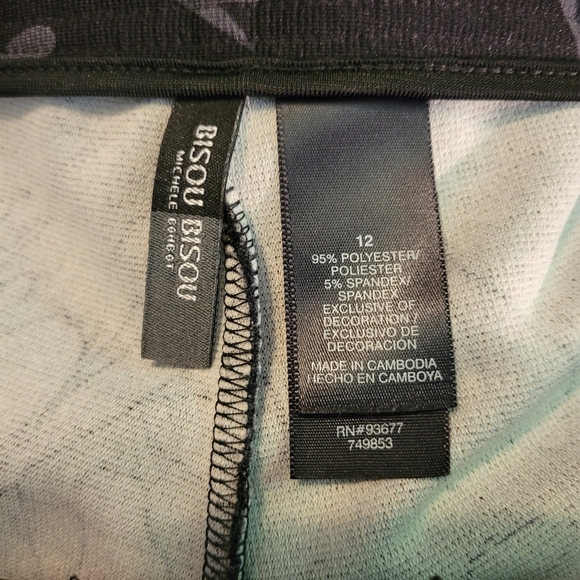 BISOU BISOU
MICHELE BOHBOT
12
95% POLYESTER/
POLIESTER
5% SPANDEX/
SPANDEX
EXCLUSIVE OF
DECORATION /
EXCLUSIVO DE
DECORACIÓN
MADE IN CAMBODIA
HECHO EN CAMBOYA
RN#93677
749853